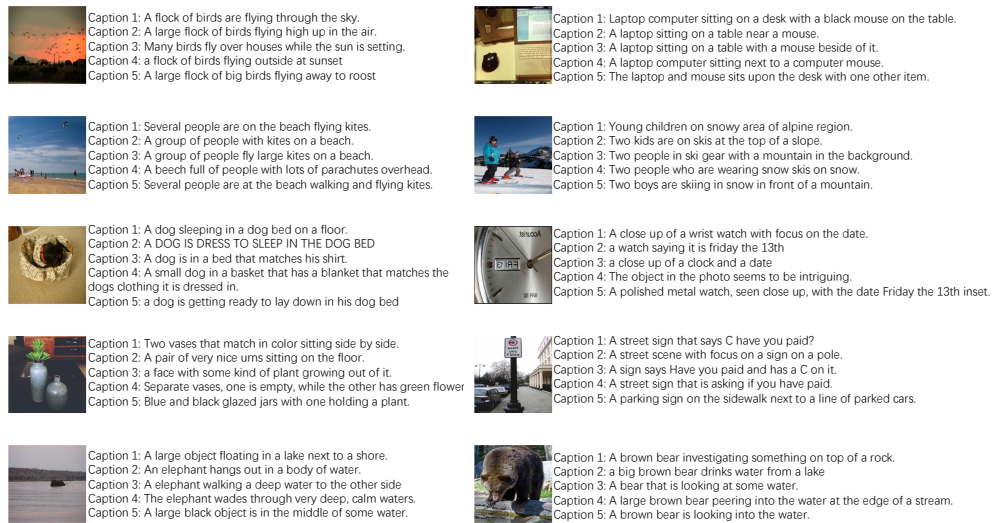 Caption 1: A flock of birds are flying through the sky.
Caption 2: A large flock of birds flying high up in the air.
Caption 3: Many birds fly over houses while the sun is setting.
Caption 4: a flock of birds flying outside at sunset
Caption 5: A large flock of big birds flying away to roost
Caption 1: Laptop computer sitting on a desk with a black mouse on the table.
Caption 2: A laptop sitting on a table near a mouse.
Caption 3: A laptop sitting on a table with a mouse beside of it.
Caption 4: A laptop computer sitting next to a computer mouse.
Caption 5: The laptop and mouse sits upon the desk with one other item.
Caption 1: Several people are on the beach flying kites.
Caption 2: A group of people with kites on a beach.
Caption 3: A group of people fly large kites on a beach.
Caption 4: A beech full of people with lots of parachutes overhead.
Caption 5: Several people are at the beach walking and flying kites.
Caption 1: Young children on snowy area of alpine region.
Caption 2: Two kids are on skis at the top of a slope.
Caption 3: Two people in ski gear with a mountain in the background.
Caption 4: Two people who are wearing snow skis on snow.
Caption 5: Two boys are skiing in snow in front of a mountain.
Caption 1: A dog sleeping in a dog bed on a floor.
Caption 2: A DOG IS DRESS TO SLEEP IN THE DOG BED
Caption 3: A dog is in a bed that matches his shirt.
Caption 4: A small dog in a basket that has a blanket that matches the
dogs clothing it is dressed in.
Caption 5: a dog is getting ready to lay down in his dog bed
Accutist
FRI 13
Caption 1: A close up of a wrist watch with focus on the date.
Caption 2: a watch saying it is friday the 13th
Caption 3: a close up of a clock and a date
Caption 4: The object in the photo seems to be intriguing.
Caption 5: A polished metal watch, seen close up, with the date Friday the 13th inset.
Caption 1: Two vases that match in color sitting side by side.
Caption 2: A pair of very nice urns sitting on the floor.
Caption 3: a face with some kind of plant growing out of it.
Caption 4: Separate vases, one is empty, while the other has green flower
Caption 5: Blue and black glazed jars with one holding a plant.
Caption 1: A street sign that says C have you paid?
Caption 2: A street scene with focus on a sign on a pole.
Caption 3: A sign says Have you paid and has a C on it.
Caption 4: A street sign that is asking if you have paid.
Caption 5: A parking sign on the sidewalk next to a line of parked cars.
Caption 1: A large object floating in a lake next to a shore.
Caption 2: An elephant hangs out in a body of water.
Caption 3: A elephant walking a deep water to the other side
Caption 4: The elephant wades through very deep, calm waters.
Caption 5: A large black object is in the middle of some water.
Caption 1: A brown bear investigating something on top of a rock.
Caption 2: a big brown bear drinks water from a lake
Caption 3: A bear that is looking at some water.
Caption 4: A large brown bear peering into the water at the edge of a stream.
Caption 5: A brown bear is looking into the water.